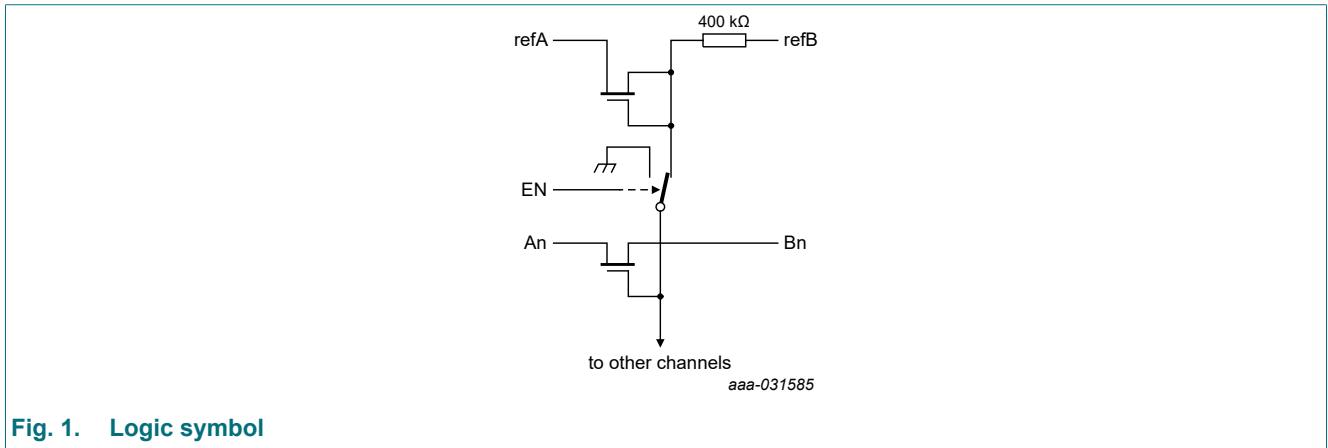 400 kΩ
refA
refB
EN
An
Bn
to other channels
aaa-031585
Fig. 1. Logic symbol